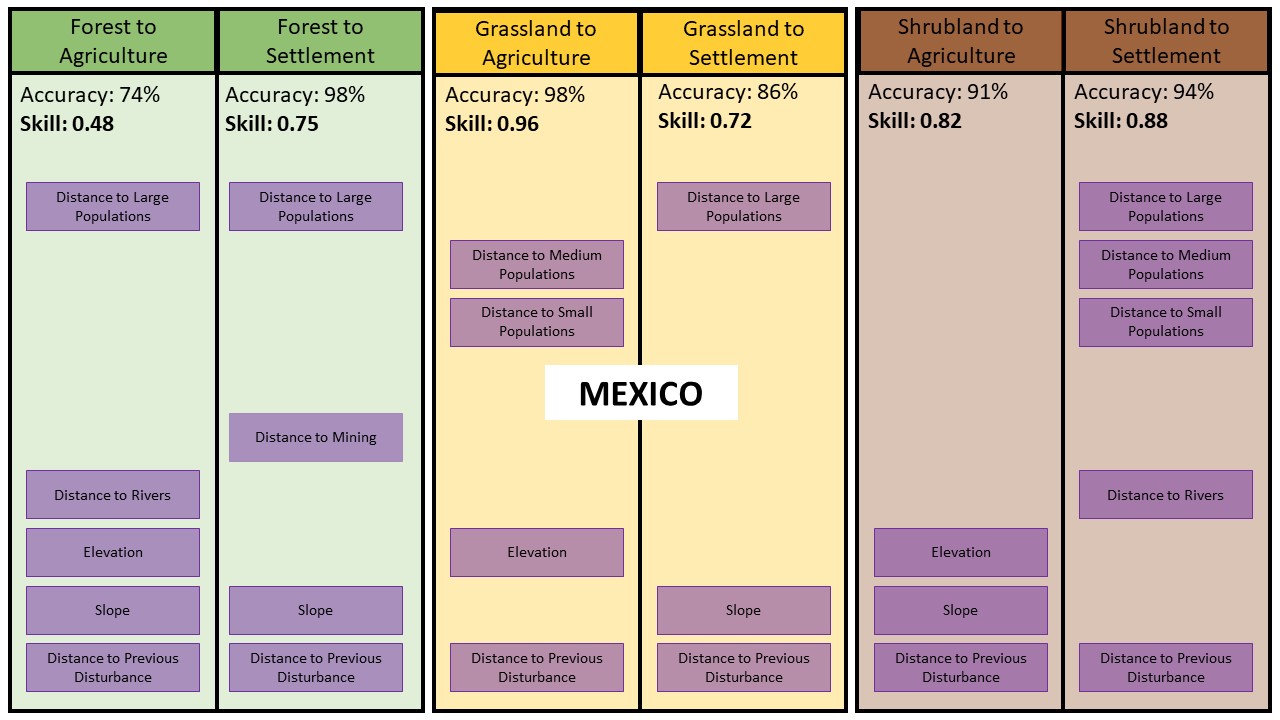 Forest to
Agriculture
Accuracy: 74%
Skill: 0.48
Distance to Large
Populations
Distance to Rivers
Elevation
Slope
Distance to Previous
Disturbance
Forest to
Settlement
Accuracy: 98%
Skill: 0.75
Distance to Large
Populations
Distance to Mining
Slope
Distance to Previous
Disturbance
Grassland to
Agriculture
Accuracy: 98%
Skill: 0.96
Distance to Medium
Populations
Distance to Small
Populations
MEXICO
Elevation
Distance to Previous
Disturbance
Grassland to
Settlement
Accuracy: 86%
Skill: 0.72
Distance to Large
Populations
Slope
Distance to Previous
Disturbance
Shrubland to
Agriculture
Accuracy: 91%
Skill: 0.82
Elevation
Slope
Distance to Previous
Disturbance
Shrubland to
Settlement
Accuracy: 94%
Skill: 0.88
Distance to Large
Populations
Distance to Medium
Populations
Distance to Small
Populations
Distance to Rivers
Distance to Previous
Disturbance